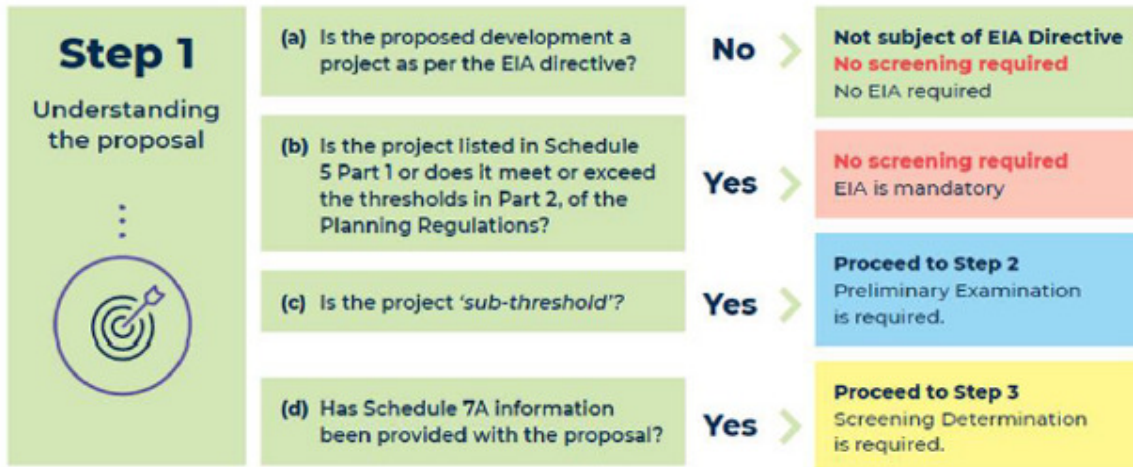 Step 1
Understanding
the proposal
(a) Is the proposed development a
project as per the EIA directive?
No
Not subject of EIA Directive
No screening required
No EIA required
(b) Is the project listed in Schedule
5 Part 1 or does it meet or exceed
the thresholds in Part 2, of the
Planning Regulations?
Yes
No screening required
EIA is mandatory
(c) Is the project ‘sub-threshold’?
Yes
Proceed to Step 2
Preliminary Examination
is required.
(d) Has Schedule 7A information
been provided with the proposal?
Yes
Proceed to Step 3
Screening Determination
is required.